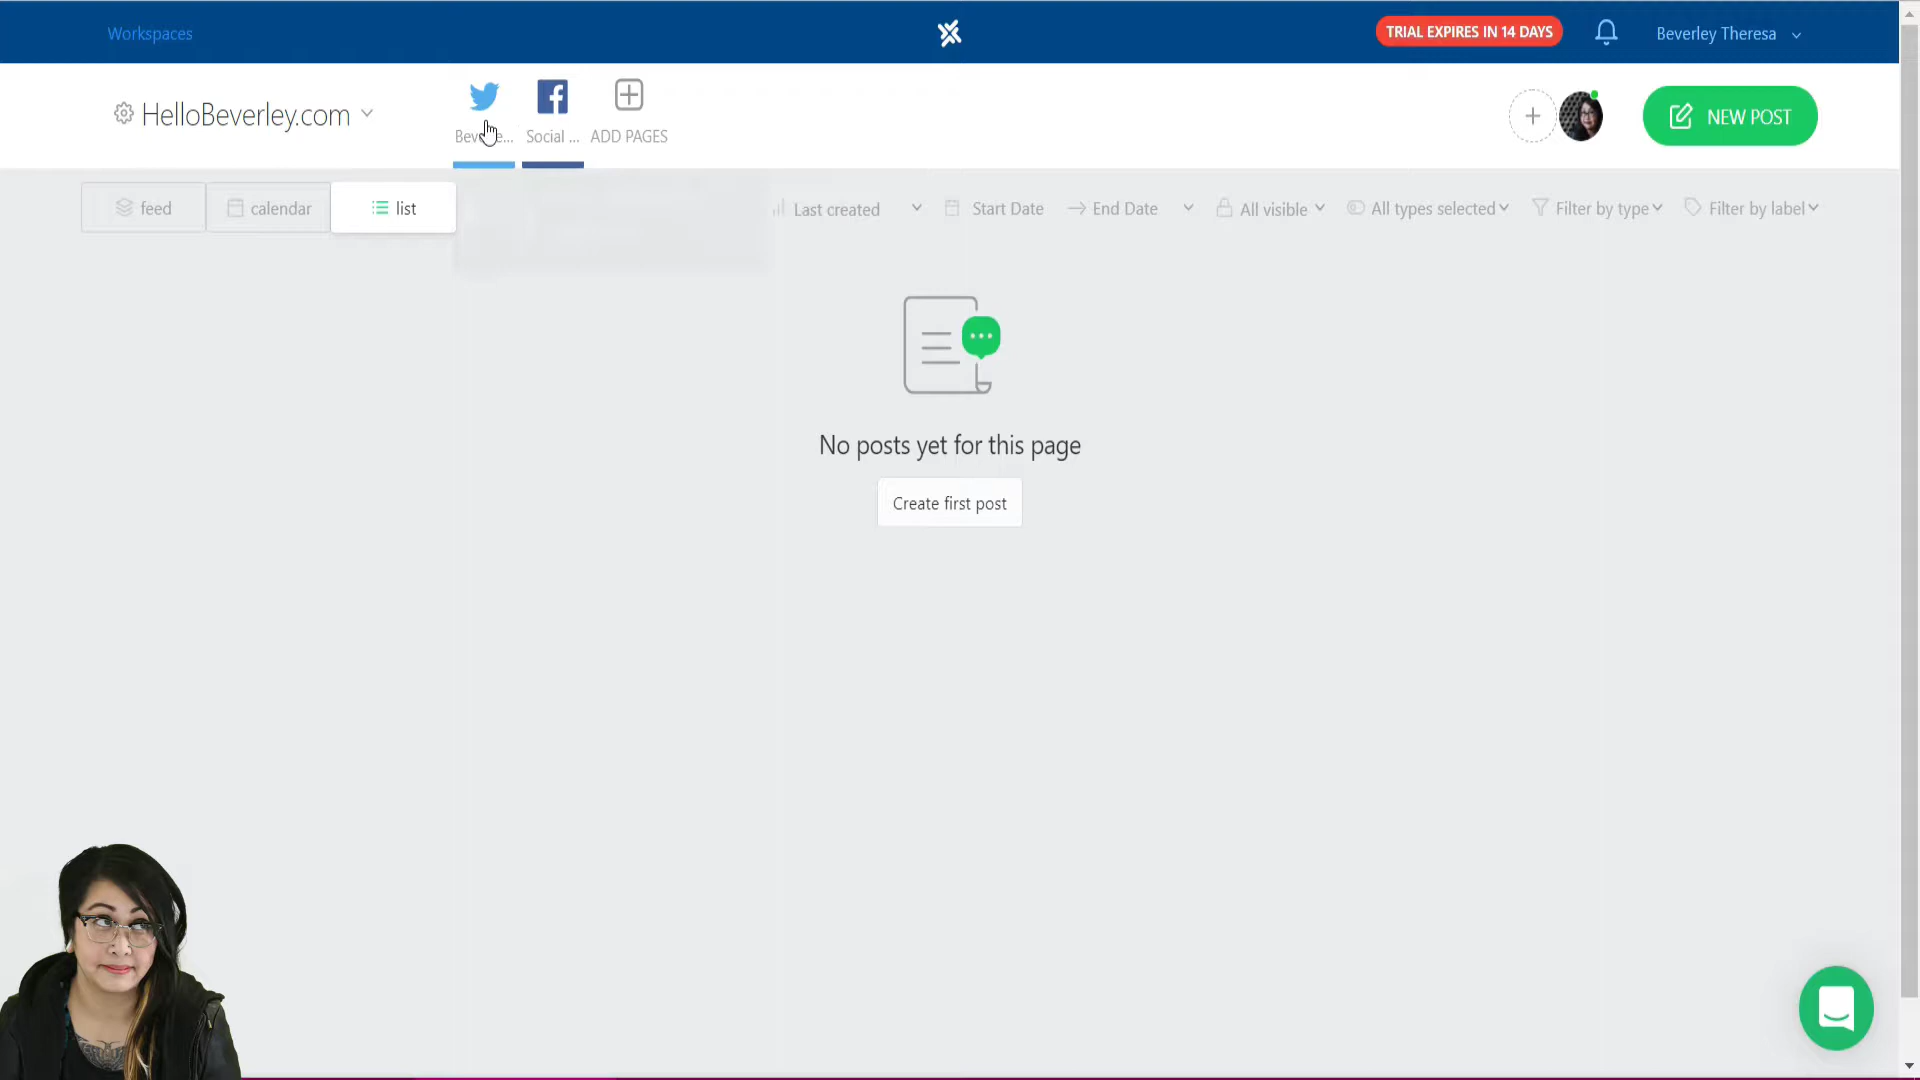 Workspaces
TRIAL EXPIRES IN 14 DAYS
Beverley Theresa
HelloBeverley.com
Social ...
ADD PAGES
NEW POST
feed
calendar
list
Last created
Start Date
End Date
All visible
All types selected
Filter by type
Filter by label
No posts yet for this page
Create first post